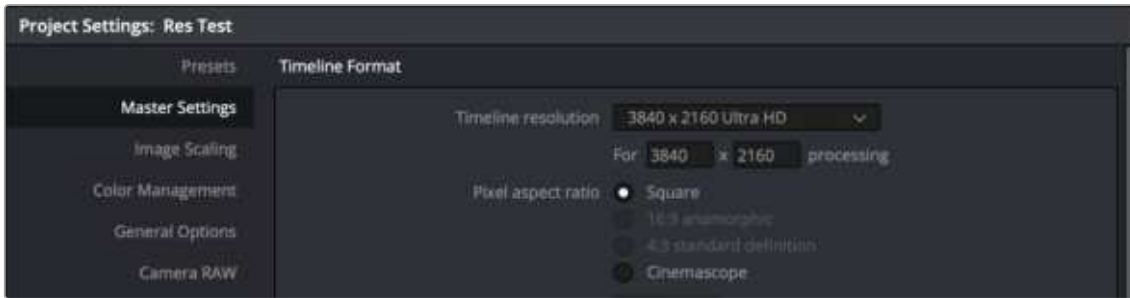 Project Settings: Res Test
Presets
Master Settings
Image Scaling
Color Management
General Options
Camera RAW
Timeline Format
Timeline resolution 3840 x 2160 Ultra HD
For 3840 x 2160 processing
Pixel aspect ratio Square
16:9 anamorphic
4:3 standard definition
Cinemascope